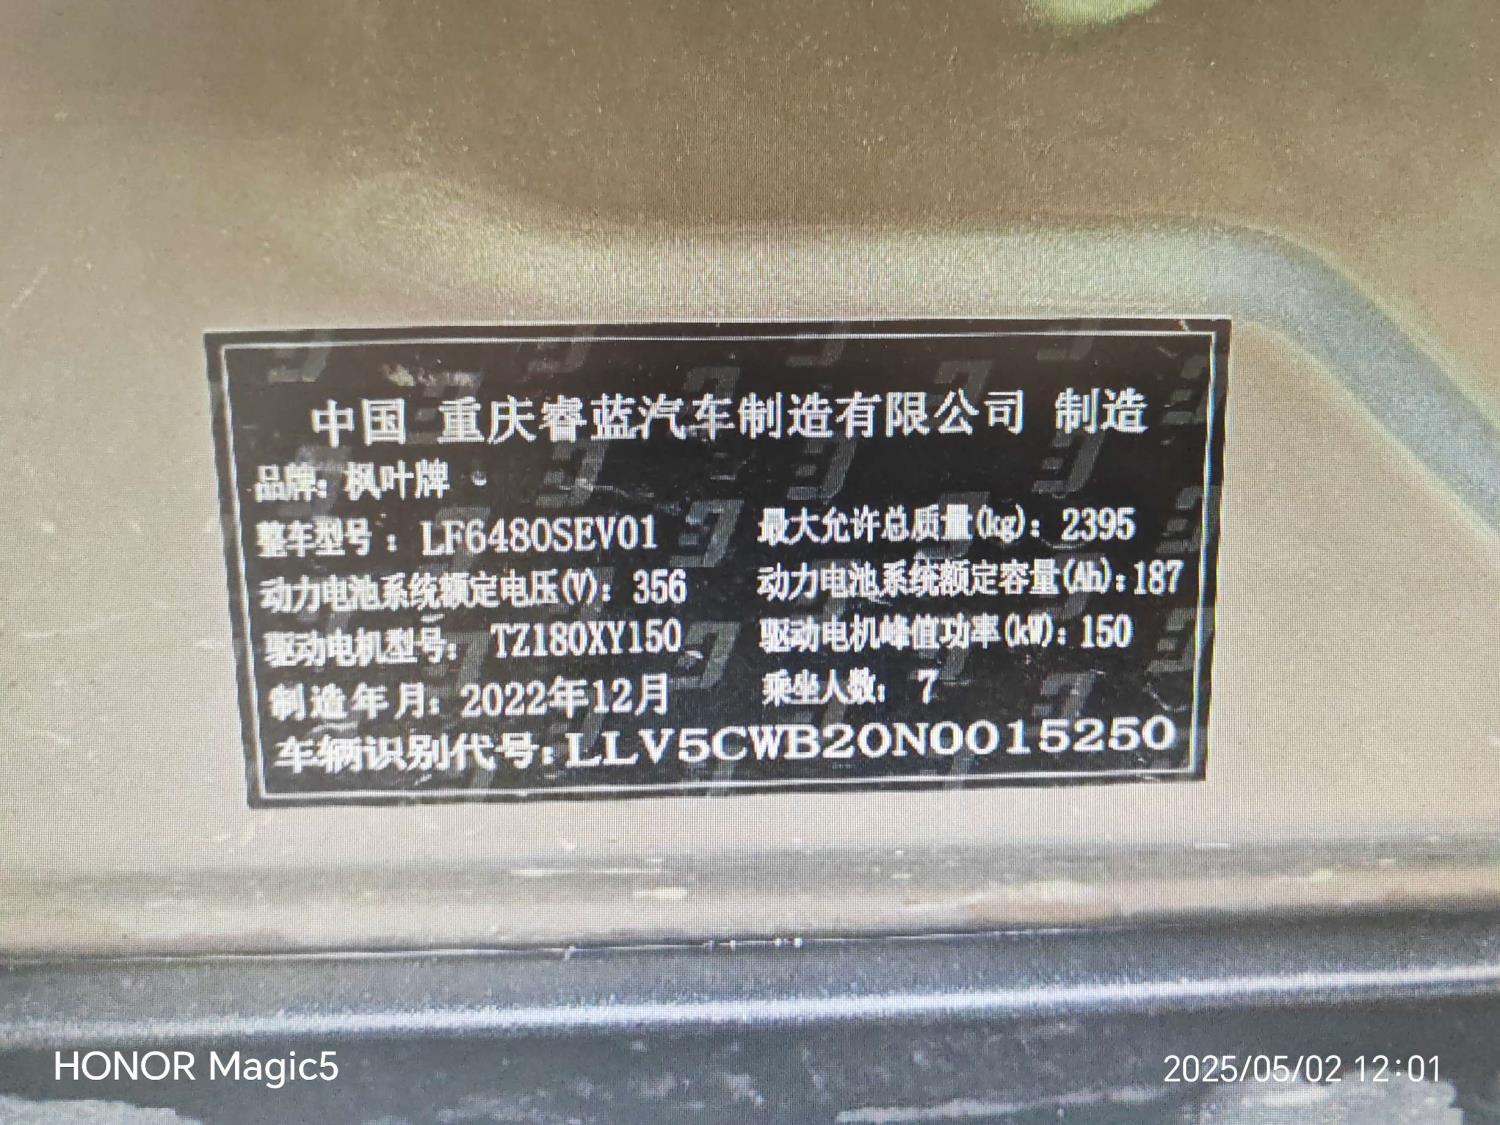 中国 重庆睿蓝汽车制造有限公司 制造
品牌：枫叶牌
整车型号：LF6480SEV01 最大允许总质量(kg)：2395
动力电池系统额定电压(V)：356 动力电池系统额定容量(Ah)：187
驱动电机型号：TZ180XY150 驱动电机峰值功率(kW)：150
制造年月：2022年12月 乘坐人数：7
车辆识别代号：LLV5CWB20N0015250
HONOR Magic5 2025/05/02 12:01